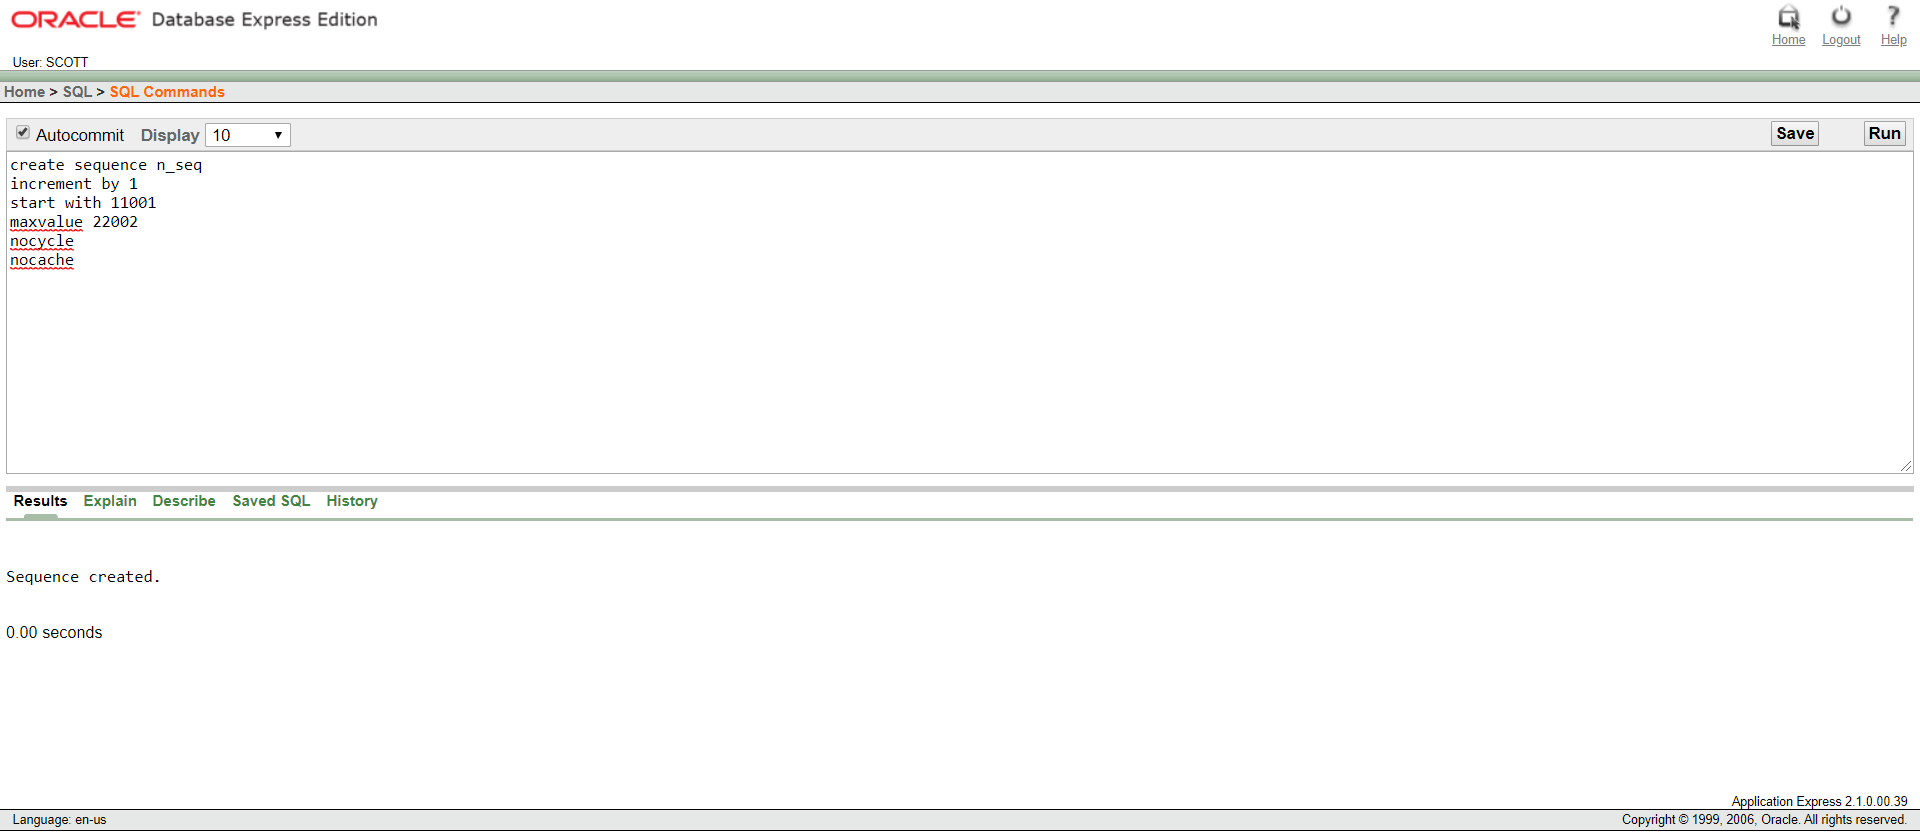 ORACLE Database Express Edition
Home Logout Help
User: SCOTT
Home > SQL > SQL Commands
Autocommit Display 10 Save Run
create sequence n_seq
increment by 1
start with 11001
maxvalue 22002
nocycle
nocache
Results Explain Describe Saved SQL History
Sequence created.
0.00 seconds
Application Express 2.1.0.00.39
Language: en-us Copyright © 1999, 2006, Oracle. All rights reserved.